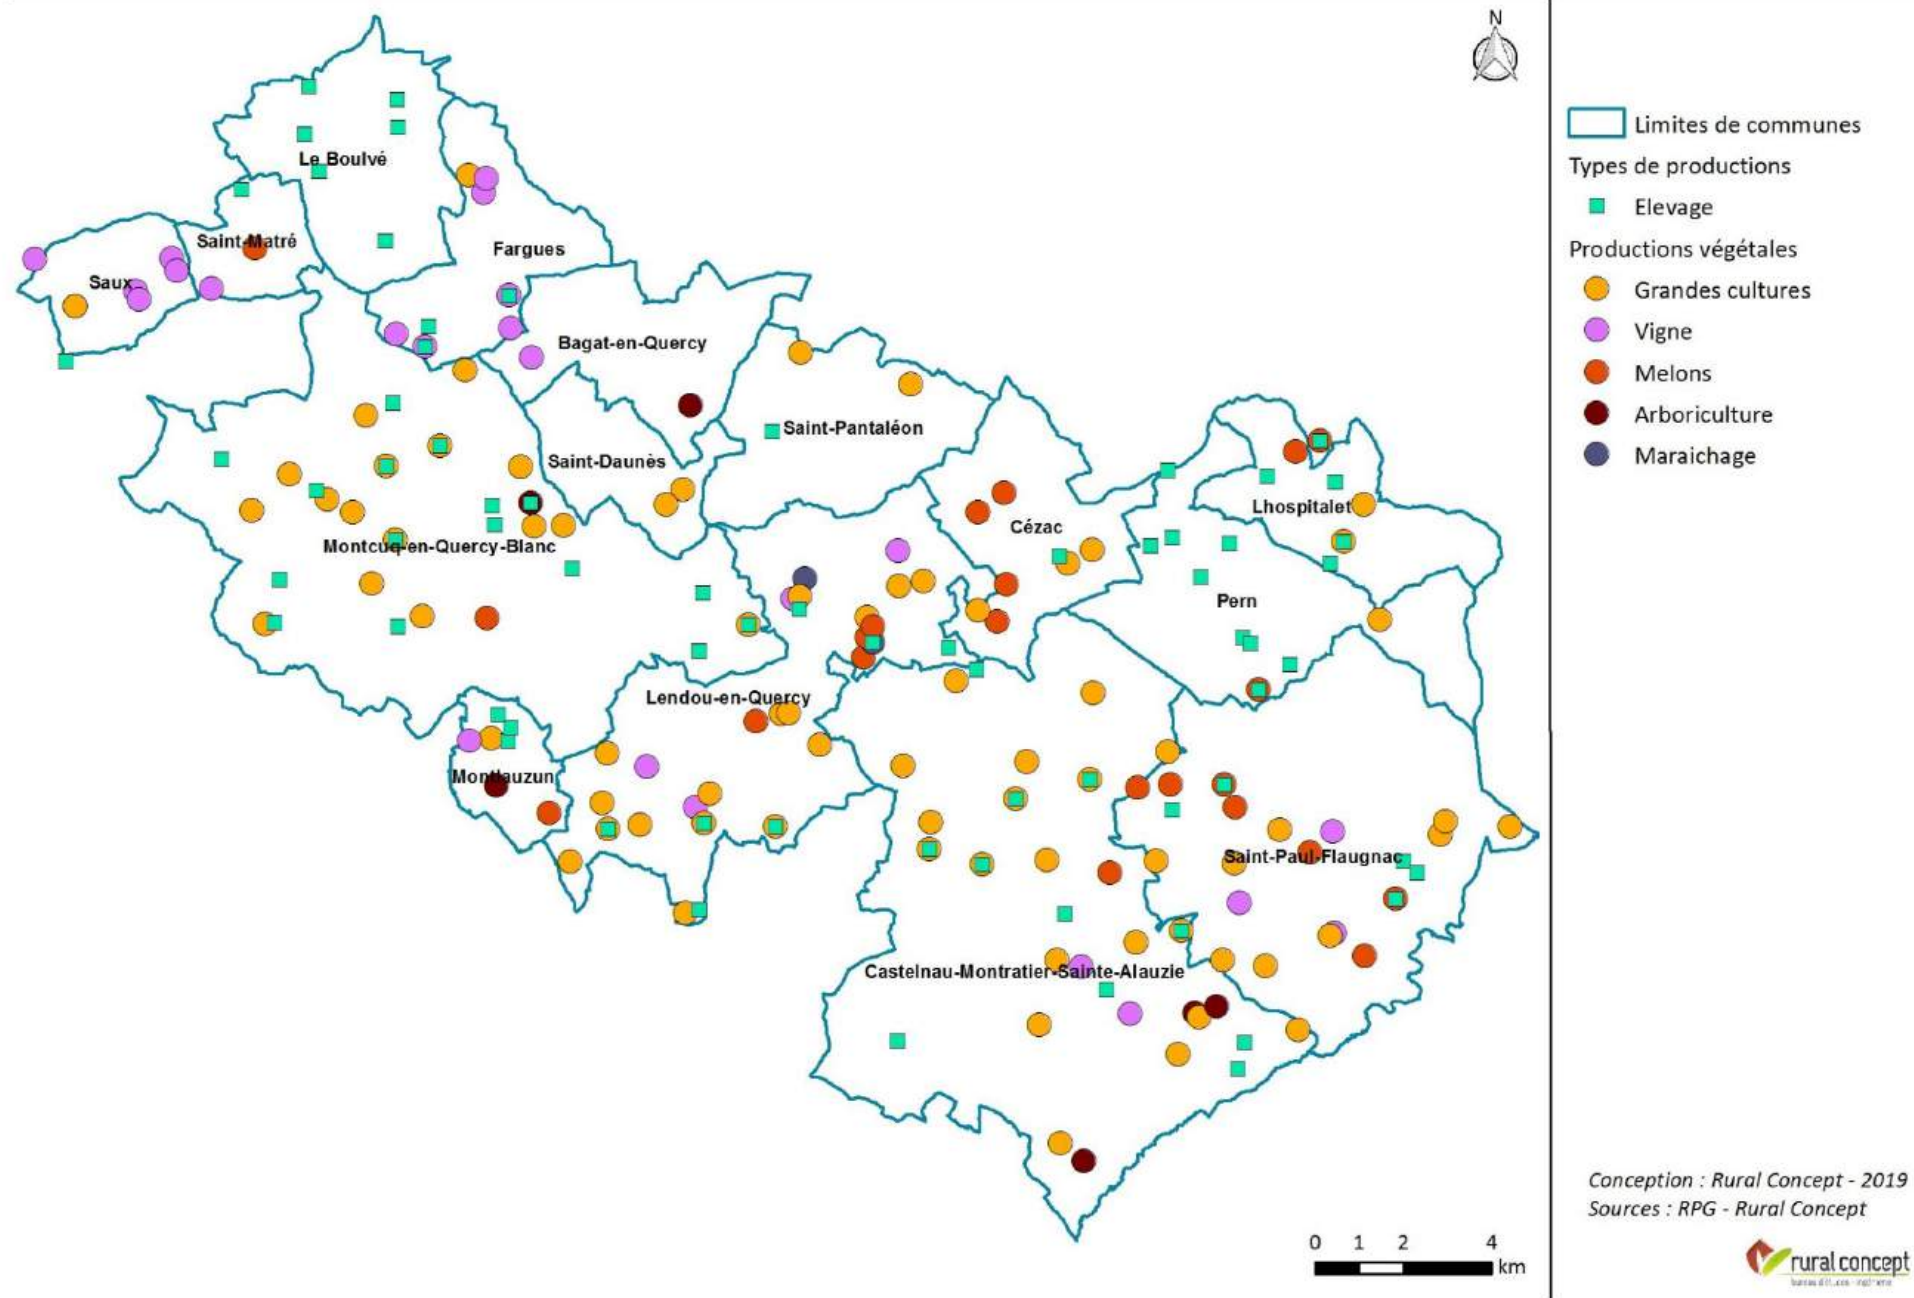 N
Limites de communes
Types de productions
Elevage
Productions végétales
Grandes cultures
Vigne
Melons
Arboriculture
Maraichage
Le Boulvé
Saint-Matré
Fargues
Saux
Bagat-en-Quercy
Saint-Pantaléon
Saint-Daunès
Lhospitalet
Cézac
Montcuq-en-Quercy-Blanc
Pern
Lendou-en-Quercy
Montlauzun
Saint-Paul-Flaugnac
Castelnau-Montratier-Sainte-Alauzie
Conception : Rural Concept - 2019
Sources : RPG - Rural Concept
0 1 2 4
km
rural concept